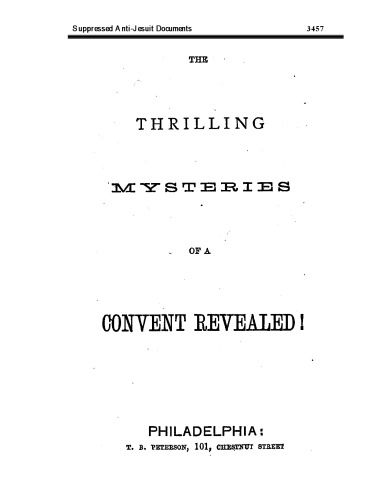 Suppressed Anti-Jesuit Documents 3457
THE
THRILLING
MYSTERIES
OF A
CONVENT REVEALED!
PHILADELPHIA:
T. B. PETERSON, 101, CHESTNUT STREET